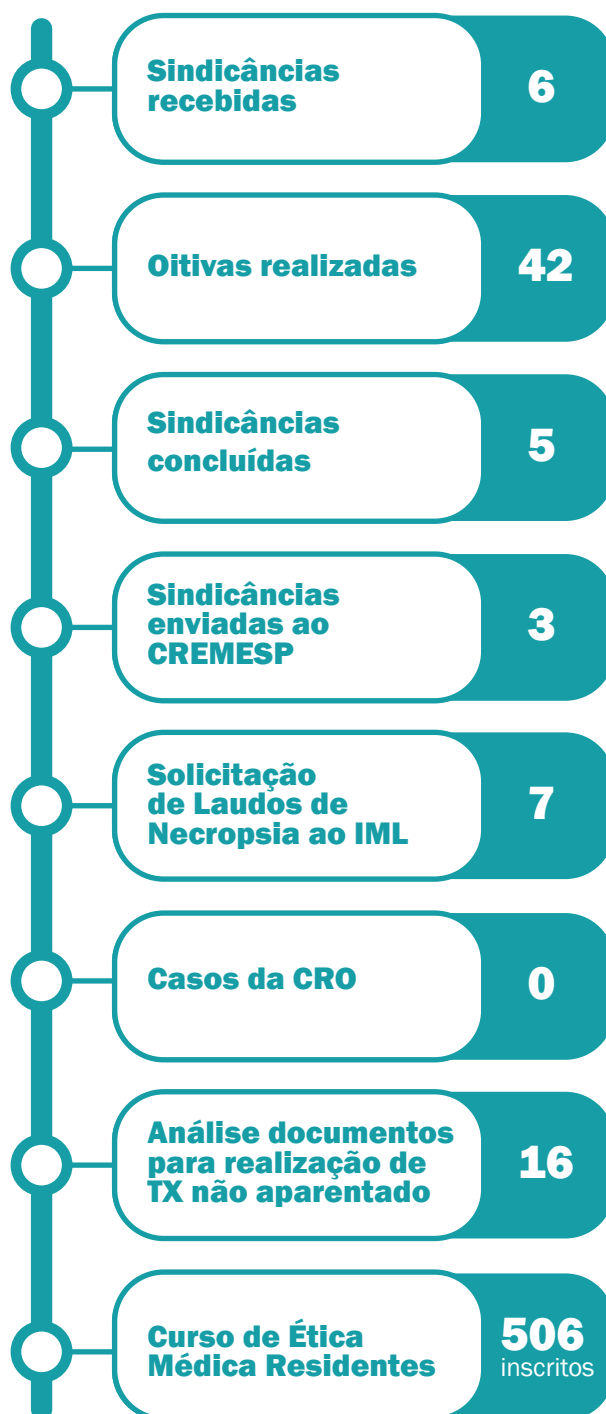 Sindicâncias
recebidas
6
Oitivas realizadas
42
Sindicâncias
concluídas
5
Sindicâncias
enviadas ao
CREMESP
3
Solicitação
de Laudos de
Necropsia ao IML
7
Casos da CRO
0
Análise documentos
para realização de
TX não aparentado
16
Curso de Ética
Médica Residentes
506
inscritos